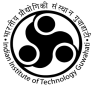 भारतीय प्रौद्योगिकी संस्थान गुवाहाटी
Indian Institute of Technology Guwahati